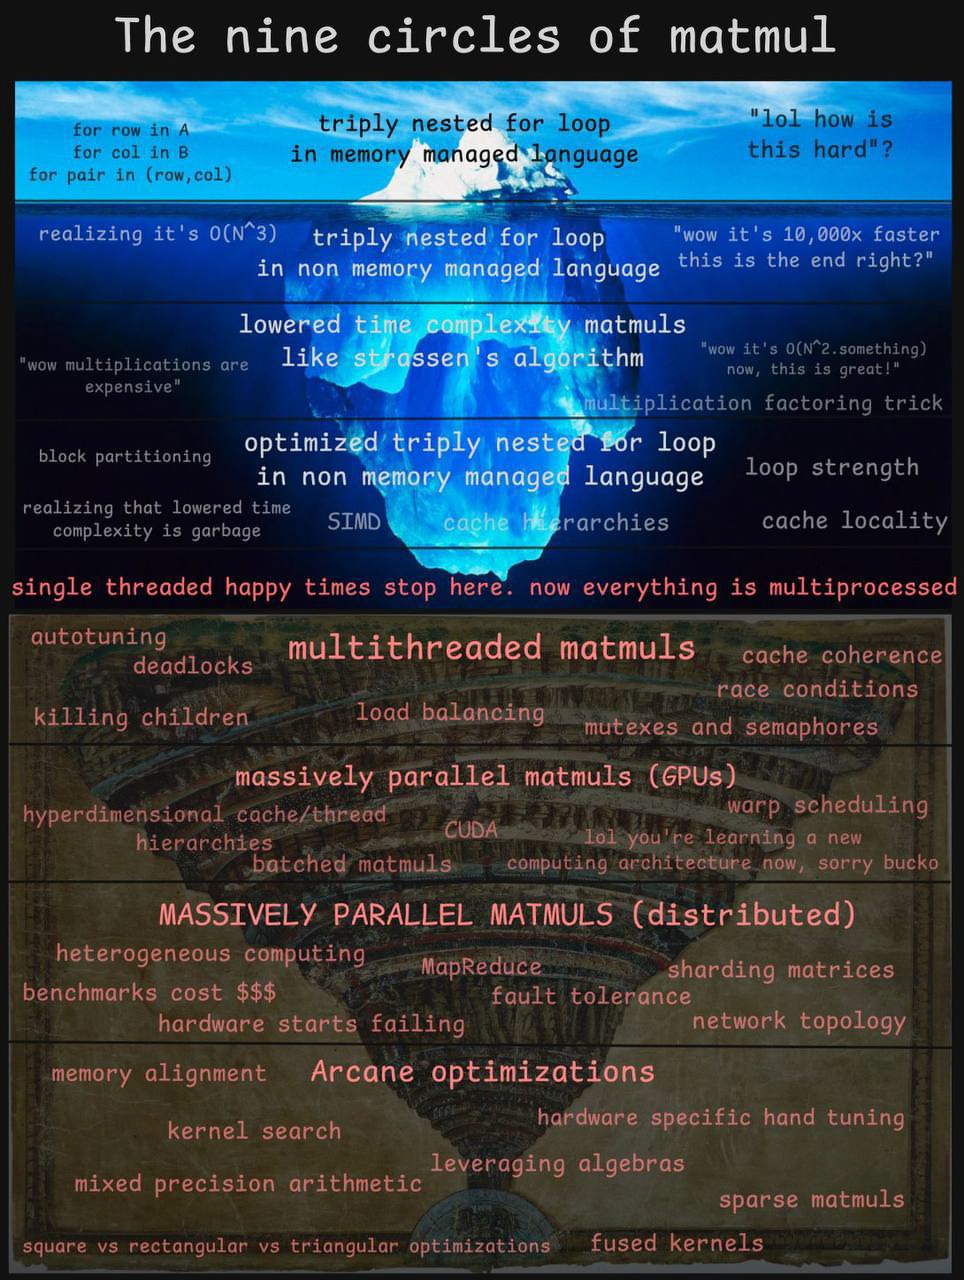 The nine circles of matmul
for row in A
for col in B
for pair in (row,col)
triply nested for loop
in memory managed language
"lol how is
this hard"?
realizing it's O(N^3)
triply nested for loop
in non memory managed language
"wow it's 10,000x faster
this is the end right?"
lowered time complexity matmuls
like strassen's algorithm
"wow multiplications are
expensive"
"wow it's O(N^2.something)
now, this is great!"
multiplication factoring trick
optimized triply nested for loop
in non memory managed language
block partitioning
loop strength
realizing that lowered time
complexity is garbage
SIMD
cache hierarchies
cache locality
single threaded happy times stop here. now everything is multiprocessed
autotuning
deadlocks
multithreaded matmuls
cache coherence
race conditions
killing children
load balancing
mutexes and semaphores
massively parallel matmuls (GPUs)
hyperdimensional cache/thread
hierarchies
CUDA
warp scheduling
lol you're learning a new
computing architecture now, sorry bucko
batched matmuls
MASSIVELY PARALLEL MATMULS (distributed)
heterogeneous computing
MapReduce
sharding matrices
benchmarks cost $$$
fault tolerance
hardware starts failing
network topology
memory alignment
Arcane optimizations
hardware specific hand tuning
kernel search
leveraging algebras
mixed precision arithmetic
sparse matmuls
square vs rectangular vs triangular optimizations
fused kernels